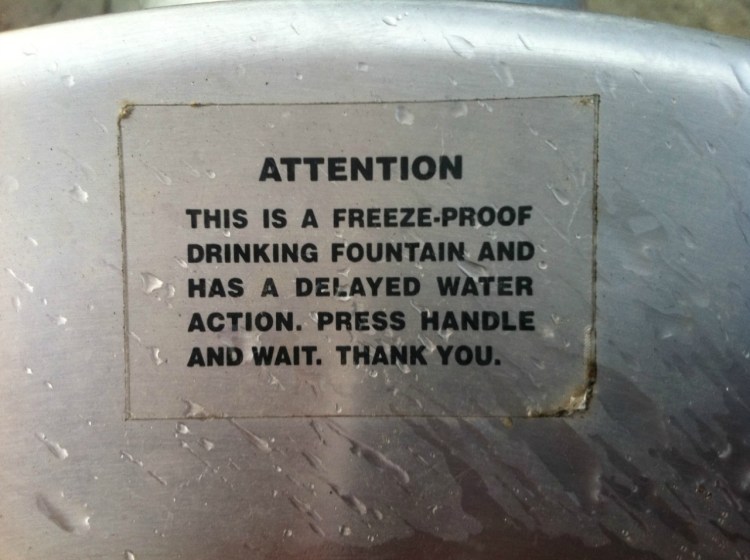 ATTENTION
THIS IS A FREEZE-PROOF
DRINKING FOUNTAIN AND
HAS A DELAYED WATER
ACTION. PRESS HANDLE
AND WAIT. THANK YOU.